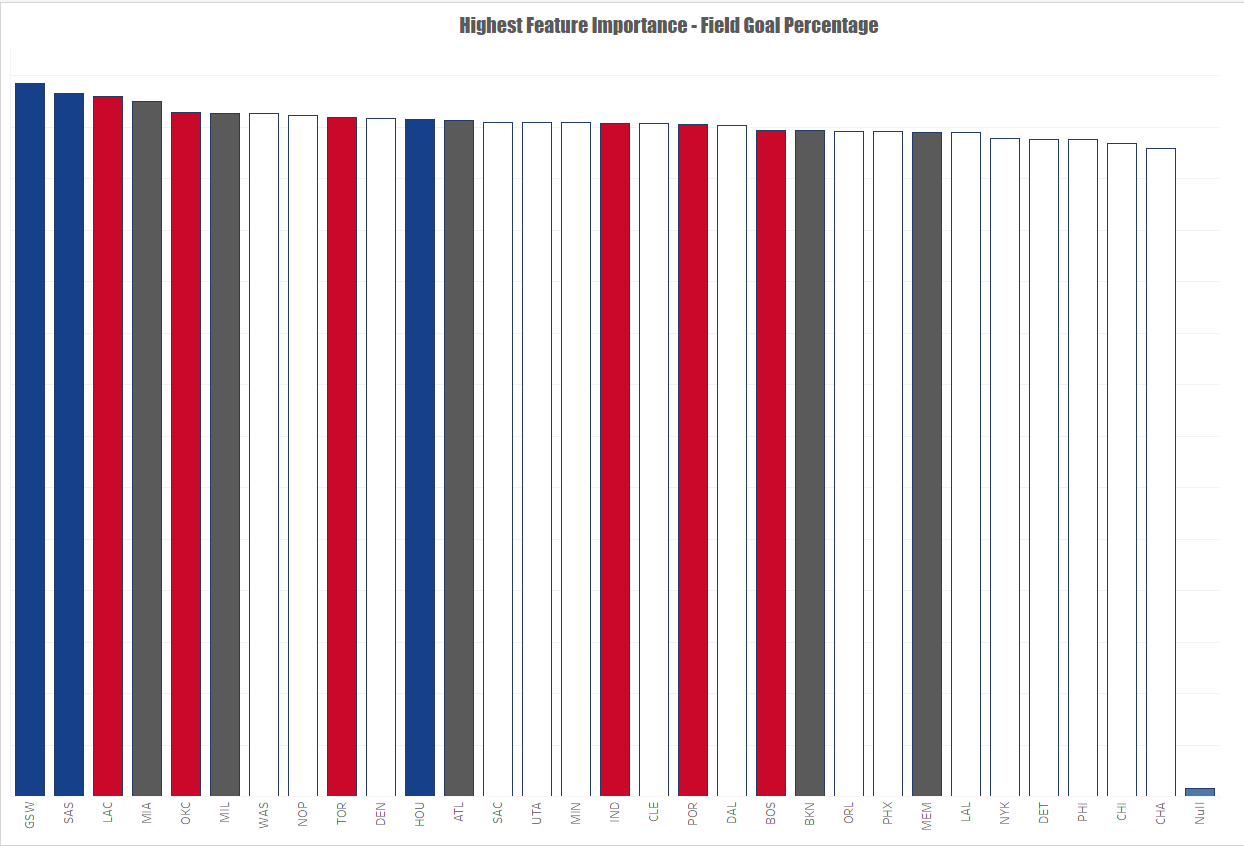 Highest Feature Importance - Field Goal Percentage
GSW
SAS
LAC
MIA
OKC
MIL
WAS
NOP
TOR
DEN
HOU
ATL
SAC
UTA
MIN
IND
CLE
POR
DAL
BOS
BKN
ORL
PHX
MEM
LAL
NYK
DET
PHI
CHI
CHA
Null